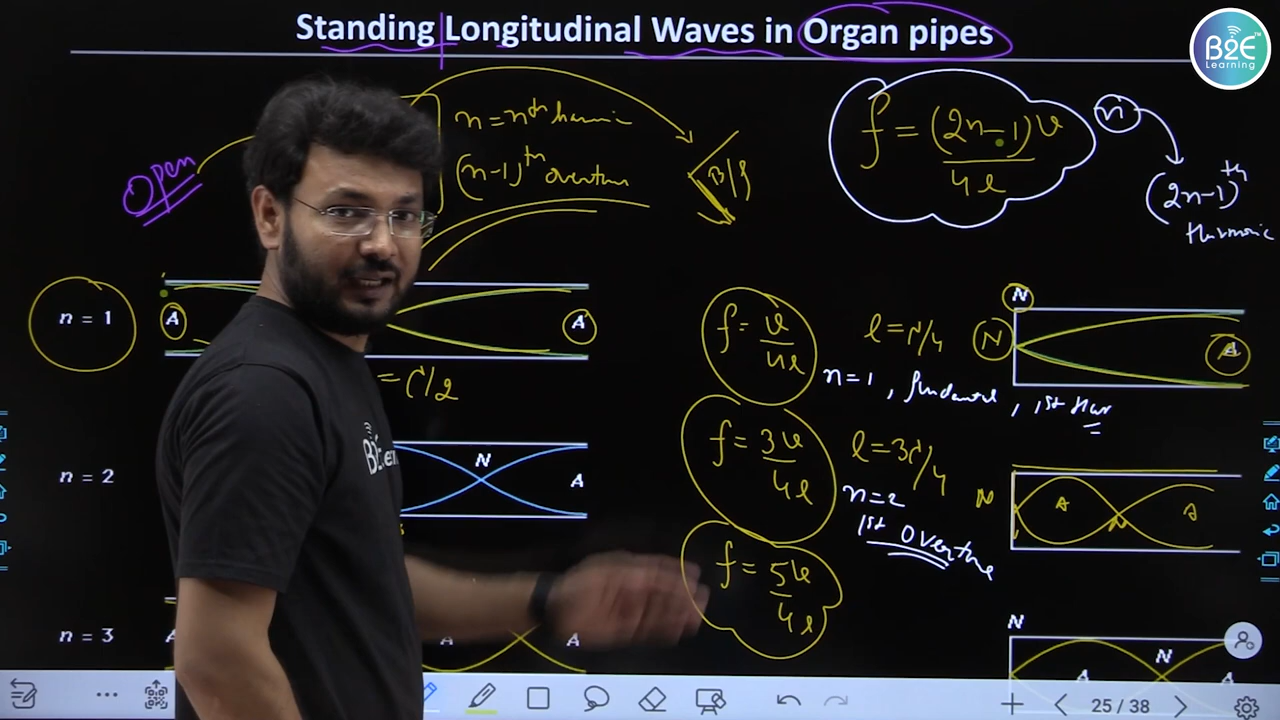 Standing Longitudinal Waves in Organ pipes
B2E
Learning
Open
n = nth harmonic
(n-1)th overtone
B/S
f = (2n-1)v
4l
n
(2n-1)th
Harmonic
n = 1
A
A
= λ/2
f = v
4l
l = λ/4
n=1, fundamental, 1st Har
N
N
A
n = 2
N
A
f = 3v
4l
l = 3λ/4
n=2
1st Overtone
N
A
N
A
f = 5v
4l
n = 3
A
A
A
N
A
N
A
25 / 38